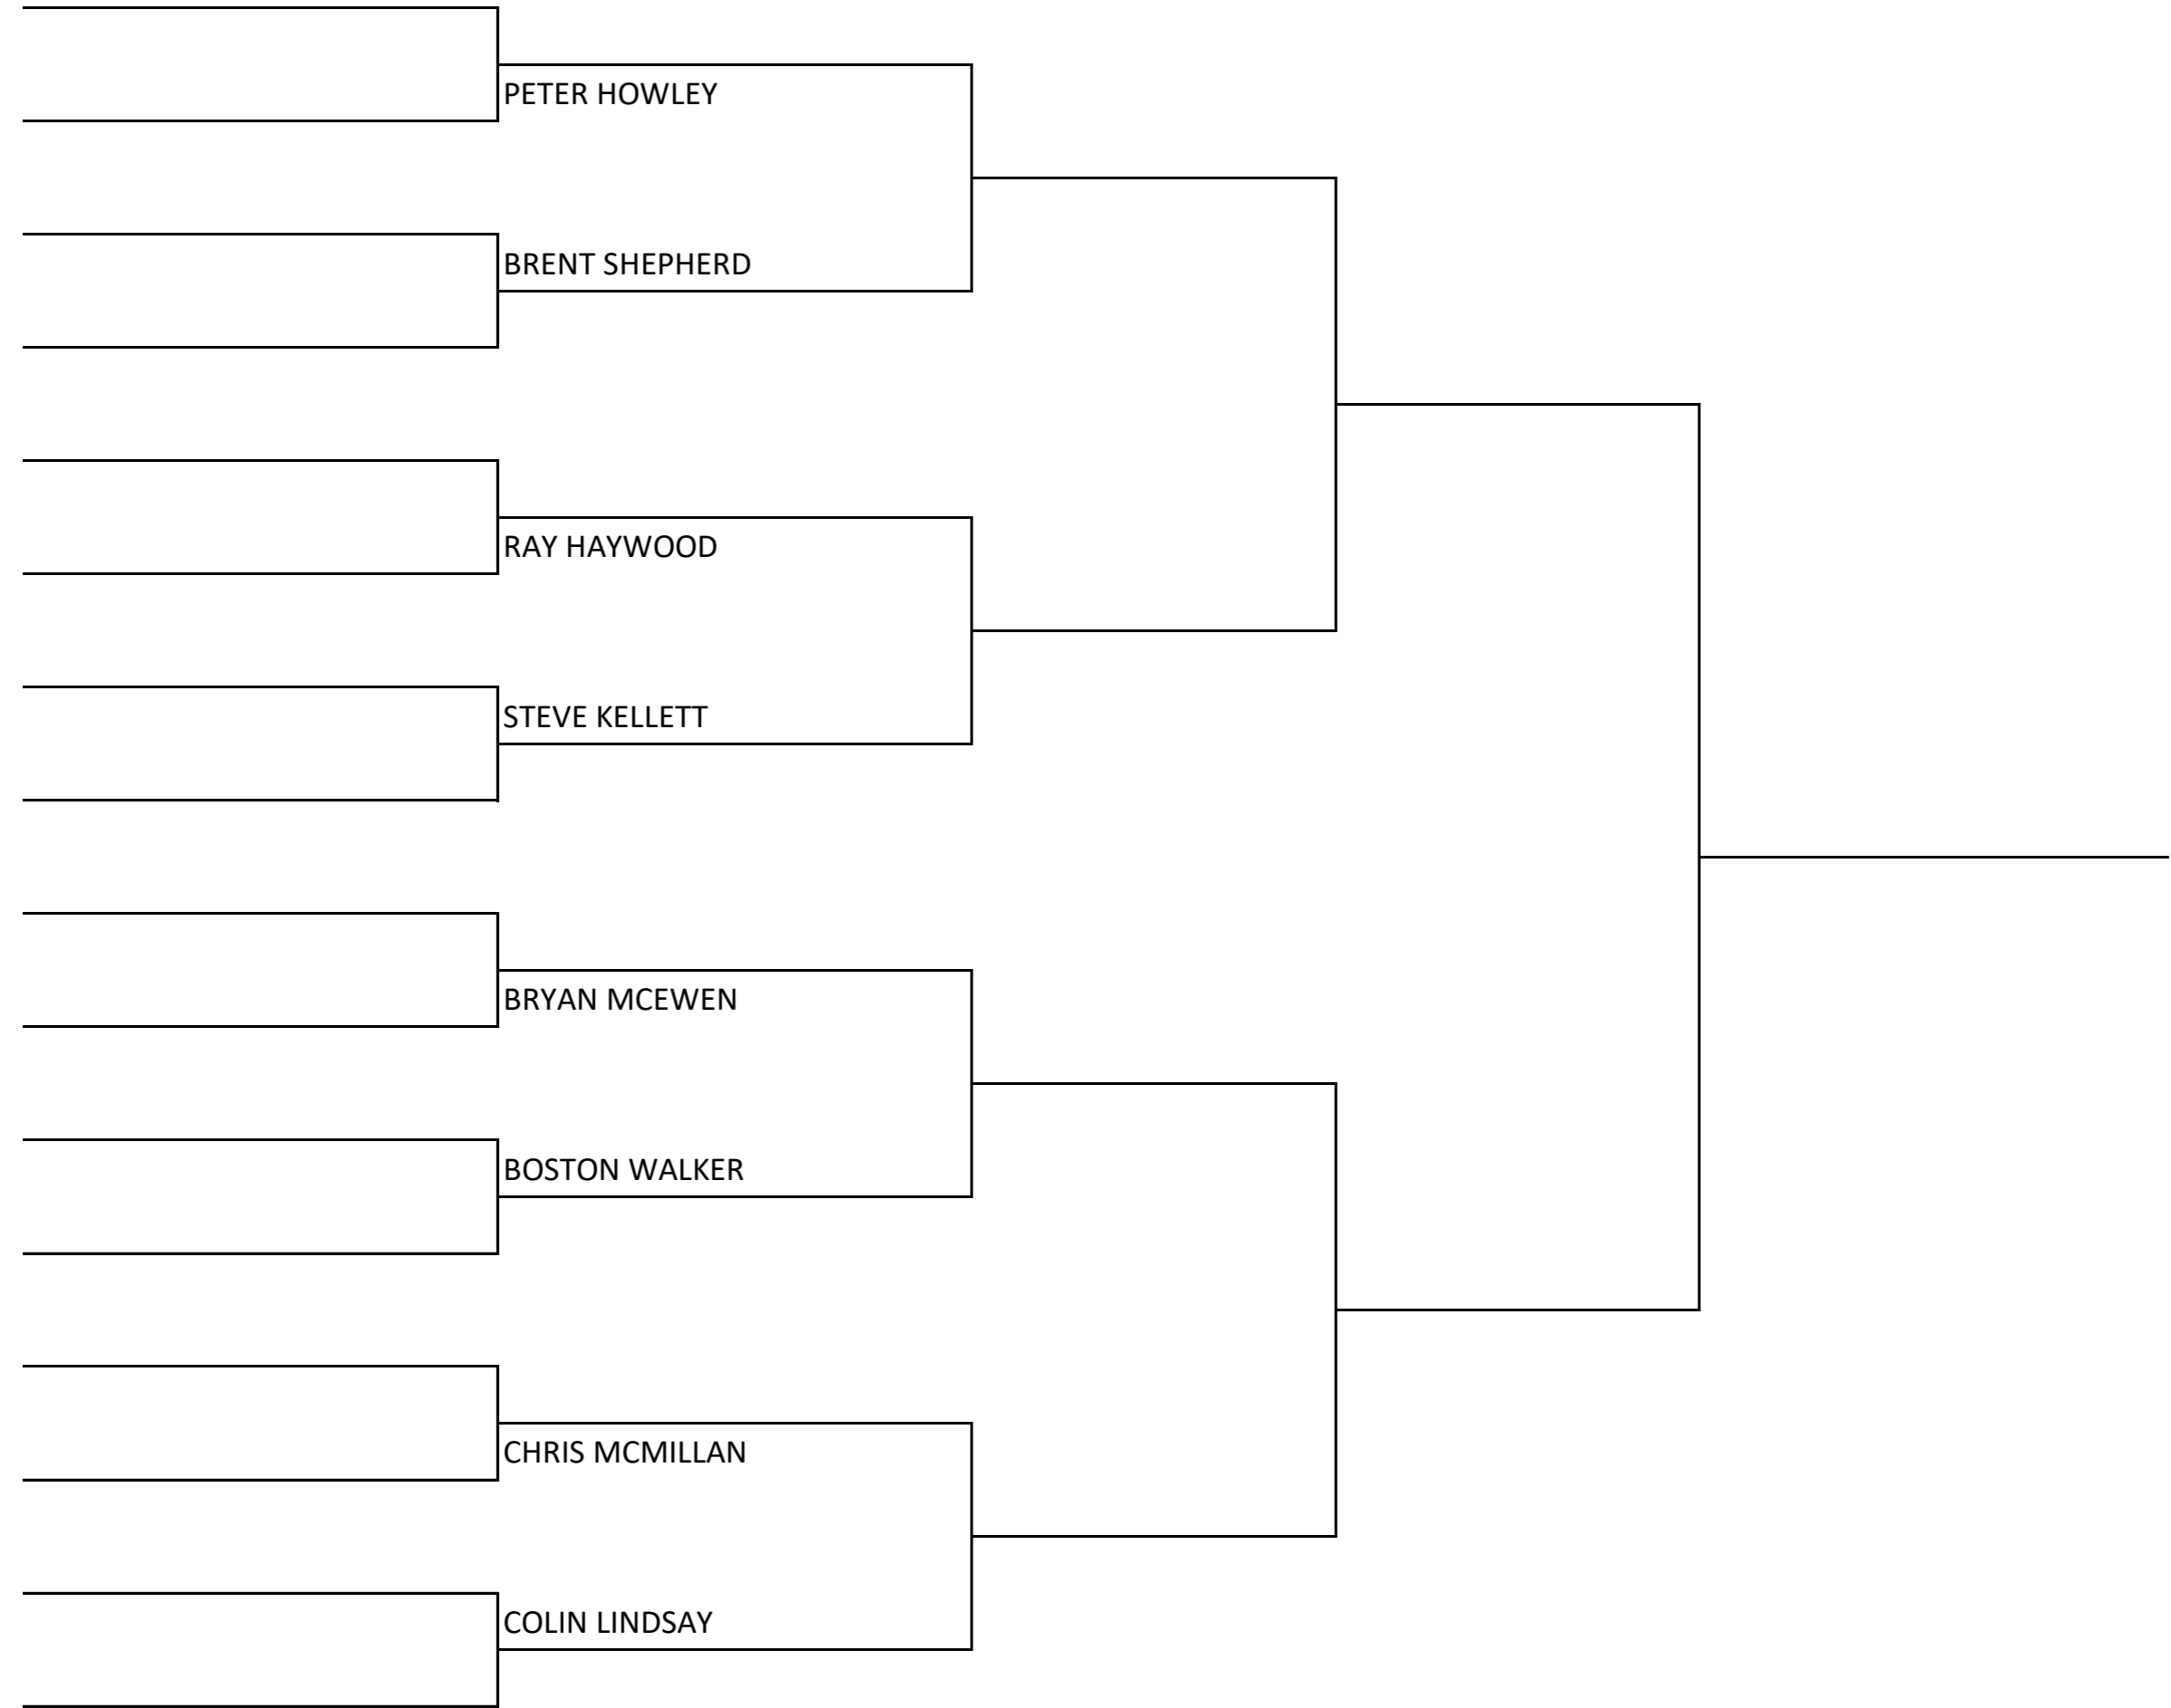 PETER HOWLEY
BRENT SHEPHERD
RAY HAYWOOD
STEVE KELLETT
BRYAN MCEWEN
BOSTON WALKER
CHRIS MCMILLAN
COLIN LINDSAY